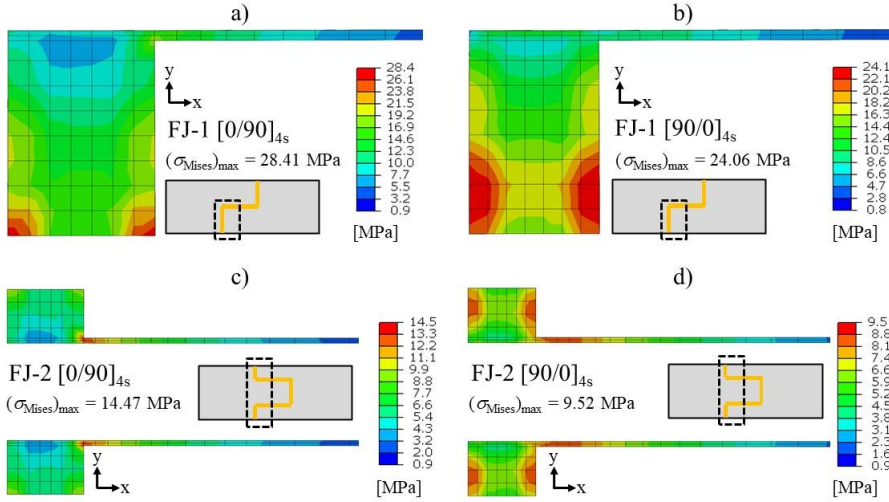 a)
28.4
26.1
23.8
21.5
19.2
16.9
14.6
12.3
10.0
7.8
5.5
3.2
0.9
[MPa]
y
x
FJ-1 [0/90]4s
(σMises)max = 28.41 MPa
b)
24.1
22.1
20.2
18.3
16.3
14.4
12.5
10.5
8.6
6.7
4.7
2.8
0.8
[MPa]
y
x
FJ-1 [90/0]4s
(σMises)max = 24.06 MPa
c)
14.5
13.3
12.2
11.1
9.9
8.8
7.7
6.6
5.4
4.3
3.2
2.0
0.9
[MPa]
FJ-2 [0/90]4s
(σMises)max = 14.47 MPa
y
x
d)
9.5
8.8
8.1
7.4
6.6
5.9
5.2
4.5
3.8
3.1
2.3
1.6
0.9
[MPa]
FJ-2 [90/0]4s
(σMises)max = 9.52 MPa
y
x